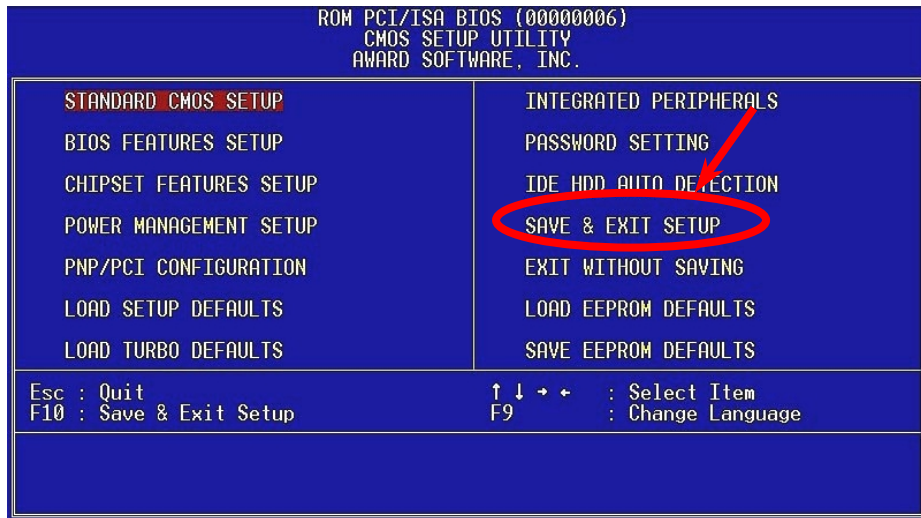 ROM PCI/ISA BIOS (00000006)
CMOS SETUP UTILITY
AWARD SOFTWARE, INC.
STANDARD CMOS SETUP
BIOS FEATURES SETUP
CHIPSET FEATURES SETUP
POWER MANAGEMENT SETUP
PNP/PCI CONFIGURATION
LOAD SETUP DEFAULTS
LOAD TURBO DEFAULTS
INTEGRATED PERIPHERALS
PASSWORD SETTING
IDE HDD AUTO DETECTION
SAVE & EXIT SETUP
EXIT WITHOUT SAVING
LOAD EEPROM DEFAULTS
SAVE EEPROM DEFAULTS
Esc : Quit
F10 : Save & Exit Setup
↑ ↓ → ← : Select Item
F9 : Change Language